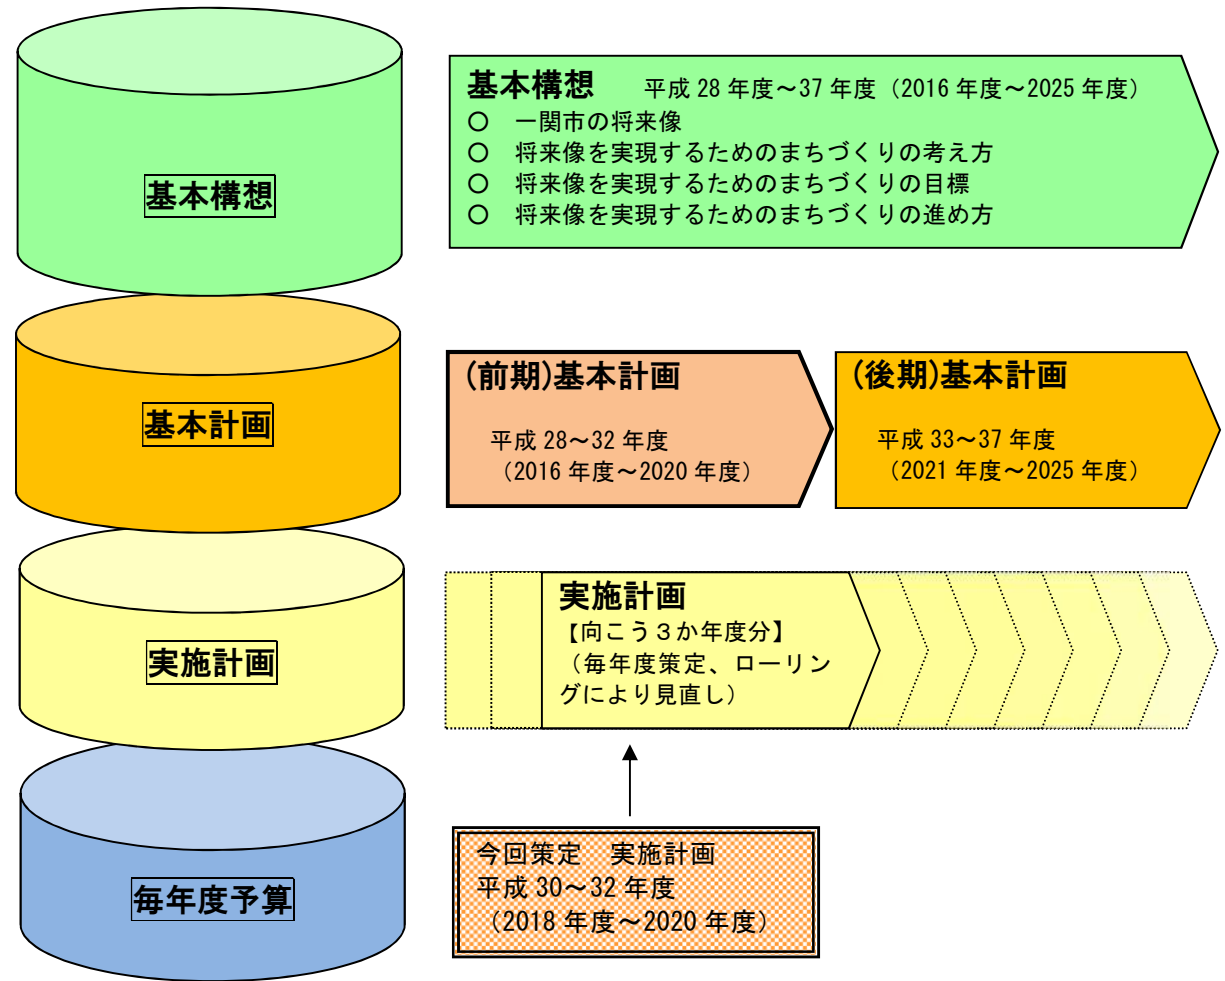 基本構想
基本構想 平成 28 年度～37 年度（2016 年度～2025 年度）
○ 一関市の将来像
○ 将来像を実現するためのまちづくりの考え方
○ 将来像を実現するためのまちづくりの目標
○ 将来像を実現するためのまちづくりの進め方
基本計画
(前期)基本計画
平成 28～32 年度
（2016 年度～2020 年度）
(後期)基本計画
平成 33～37 年度
（2021 年度～2025 年度）
実施計画
実施計画
【向こう３か年度分】
（毎年度策定、ローリン
グにより見直し）
毎年度予算
今回策定 実施計画
平成 30～32 年度
（2018 年度～2020 年度）